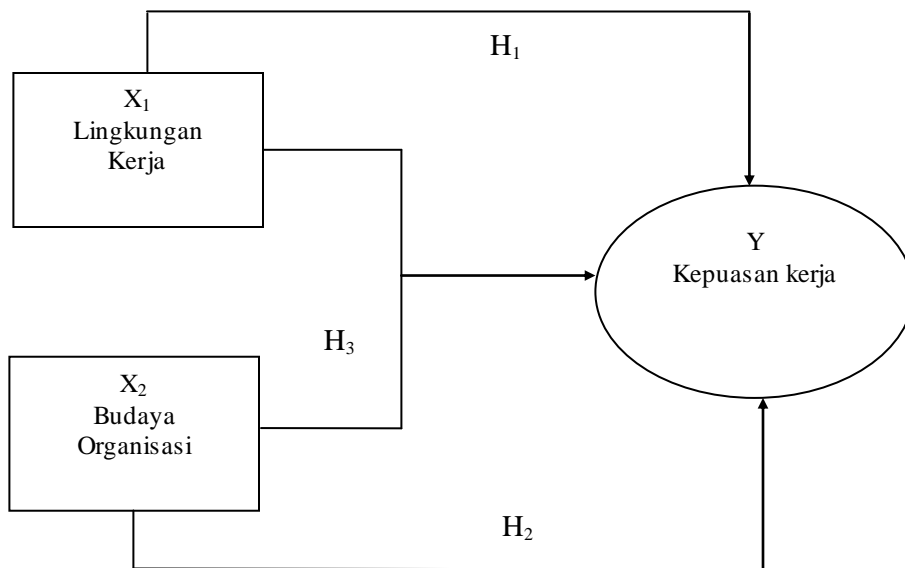 H₁
X₁
Lingkungan
Kerja
Y
Kepuasan kerja
H₃
X₂
Budaya
Organisasi
H₂